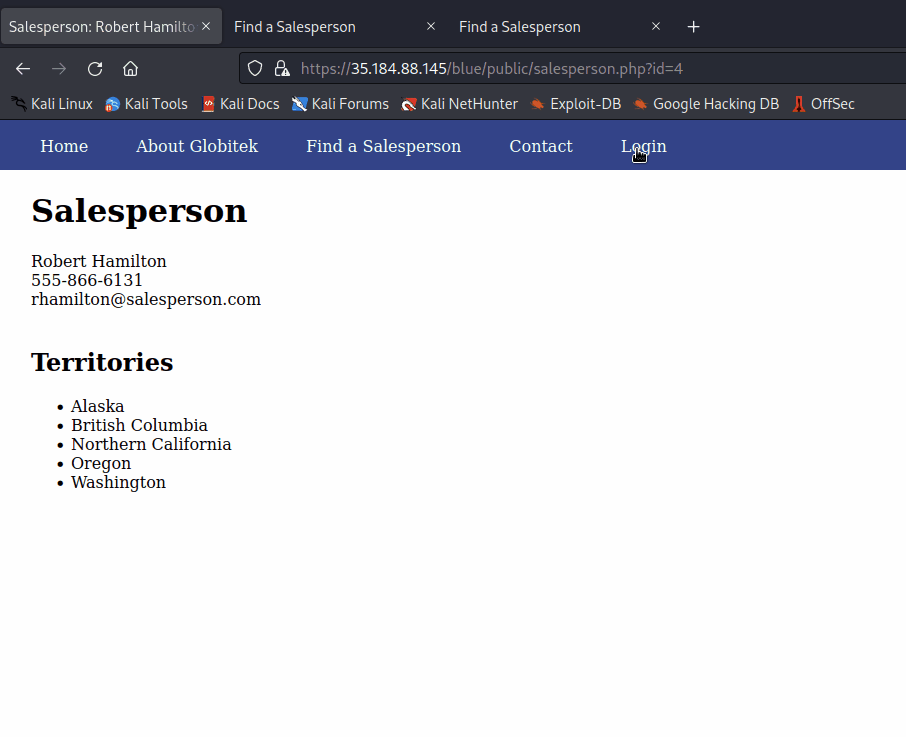 Salesperson: Robert Hamilto Find a Salesperson Find a Salesperson
https://35.184.88.145/blue/public/salesperson.php?id=4
Kali Linux Kali Tools Kali Docs Kali Forums Kali NetHunter Exploit-DB Google Hacking DB OffSec
Home About Globitek Find a Salesperson Contact Login
Salesperson
Robert Hamilton
555-866-6131
rhamilton@salesperson.com
Territories
• Alaska
• British Columbia
• Northern California
• Oregon
• Washington